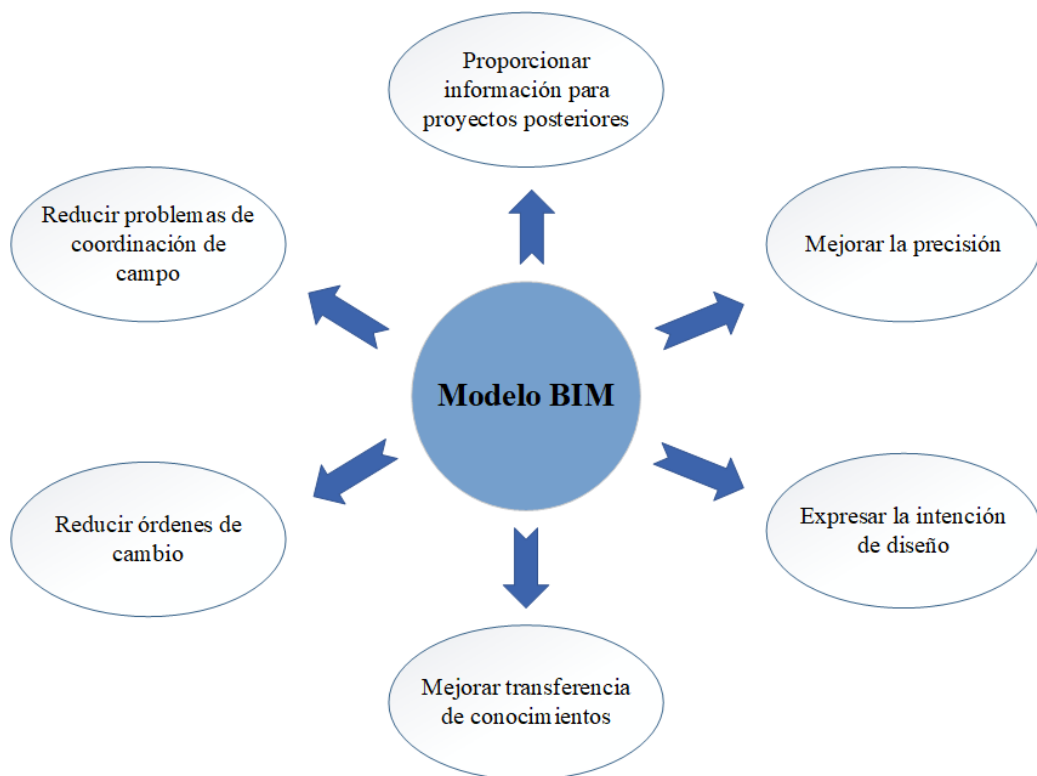 Proporcionar
información para
proyectos posteriores
Reducir problemas de
coordinación de
campo
Mejorar la precisión
Modelo BIM
Reducir órdenes de
cambio
Expresar la intención
de diseño
Mejorar transferencia
de conocimientos